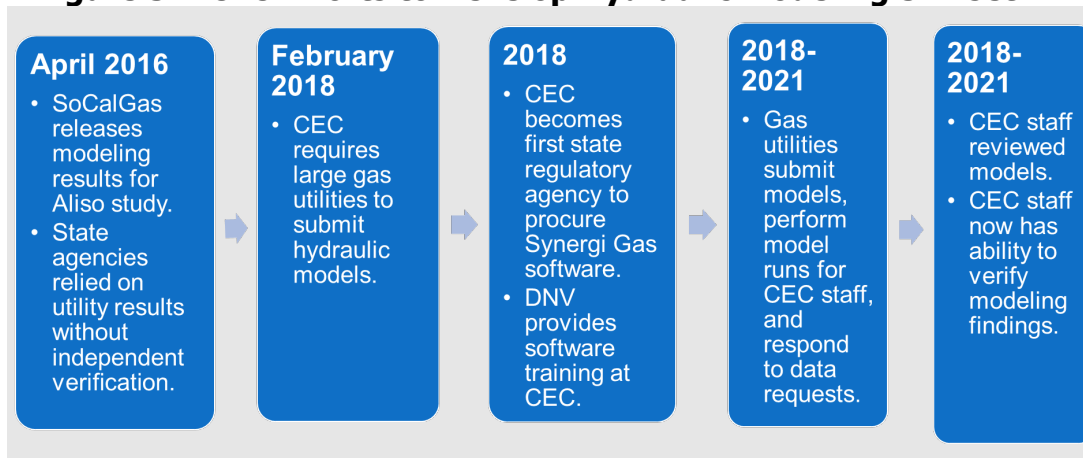 April 2016
• SoCalGas
releases
modeling
results for
Aliso study.
• State
agencies
relied on
utility results
without
independent
verification.
February
2018
• CEC
requires
large gas
utilities to
submit
hydraulic
models.
2018
• CEC
becomes
first state
regulatory
agency to
procure
Synergi Gas
software.
• DNV
provides
software
training at
CEC.
2018-
2021
• Gas
utilities
submit
models,
perform
model
runs for
CEC staff,
and
respond
to data
requests.
2018-
2021
• CEC staff
reviewed
models.
• CEC staff
now has
ability to
verify
modeling
findings.